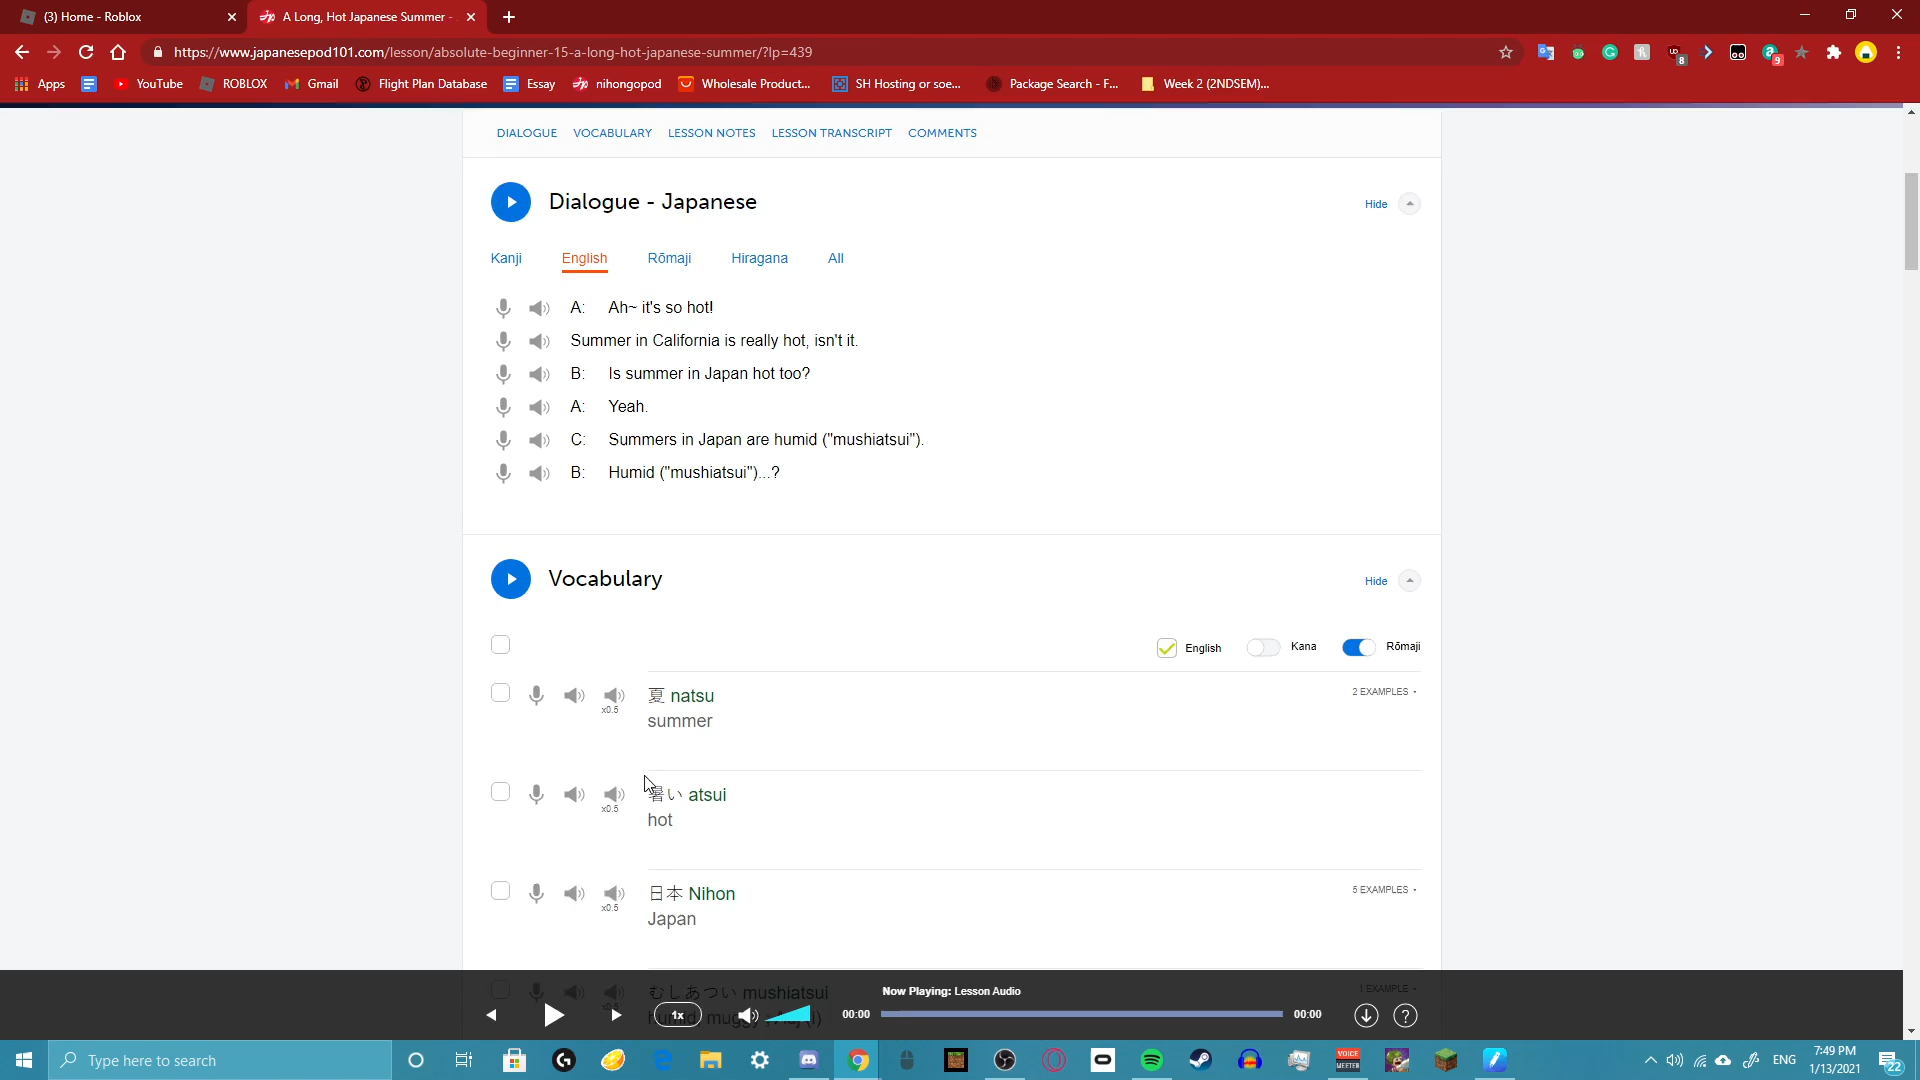 (3) Home - Roblox
A Long, Hot Japanese Summer -
https://www.japanesepod101.com/lesson/absolute-beginner-15-a-long-hot-japanese-summer/?lp=439
8
9
Apps YouTube ROBLOX Gmail Flight Plan Database Essay nihongopod Wholesale Product... SH Hosting or soe... Package Search - F... Week 2 (2NDSEM)...
DIALOGUE VOCABULARY LESSON NOTES LESSON TRANSCRIPT COMMENTS
Dialogue - Japanese
Hide
Kanji English Rōmaji Hiragana All
A: Ah~ it's so hot!
Summer in California is really hot, isn't it.
B: Is summer in Japan hot too?
A: Yeah.
C: Summers in Japan are humid ("mushiatsui").
B: Humid ("mushiatsui")...?
Vocabulary
Hide
English Kana Rōmaji
夏 natsu
2 EXAMPLES
x0.5
summer
暑い atsui
x0.5
hot
日本 Nihon
5 EXAMPLES
x0.5
Japan
むしあつい mushiatsui
1 EXAMPLE
Now Playing: Lesson Audio
1x
00:00
00:00
?
Type here to search
VOICE MEETER
ENG
7:49 PM
1/13/2021
22